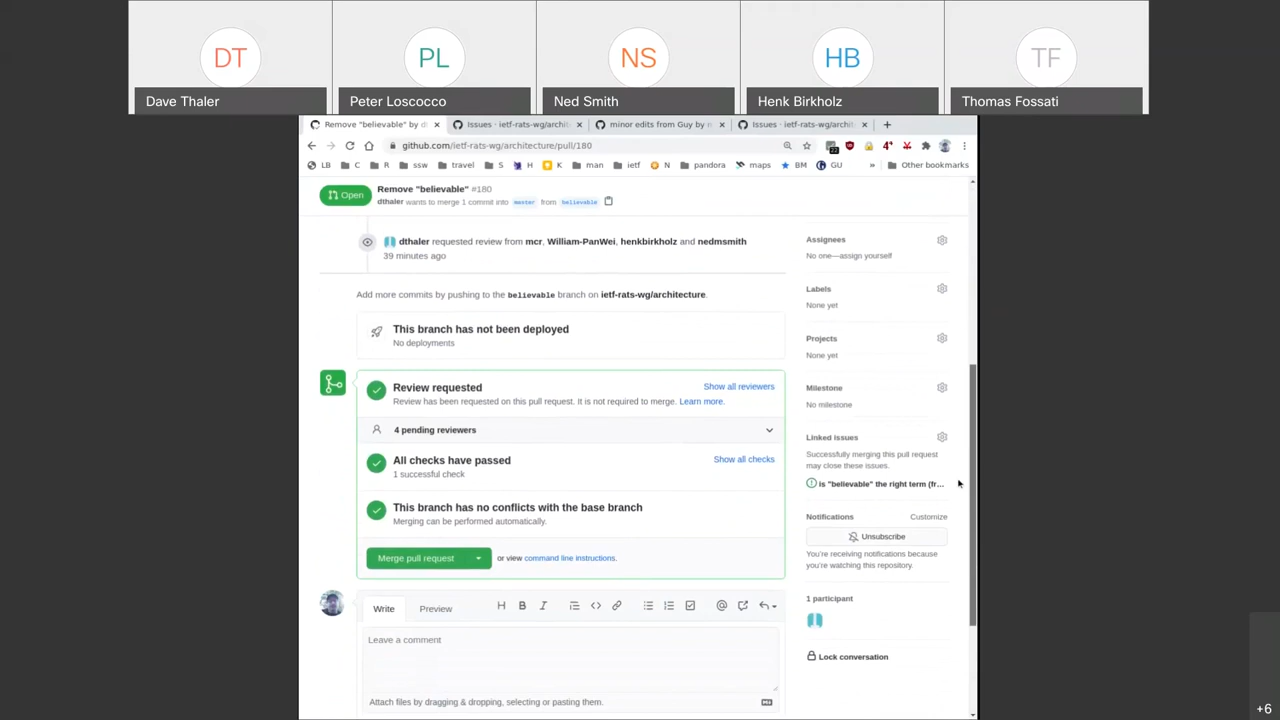 DT
PL
NS
HB
TF
Dave Thaler
Peter Loscocco
Ned Smith
Henk Birkholz
Thomas Fossati
Remove "believable" by dt
Issues · ietf-rats-wg/archite
minor edits from Guy by m
Issues · ietf-rats-wg/archite
github.com/ietf-rats-wg/architecture/pull/180
LB
C
R
ssw
travel
S
H
K
man
ietf
N
pandora
maps
BM
GU
»
Other bookmarks
Open
Remove "believable" #180
dthaler wants to merge 1 commit into master from believable
dthaler requested review from mcr, William-PanWei, henkbirkholz and nedmsmith
39 minutes ago
Add more commits by pushing to the believable branch on ietf-rats-wg/architecture.
This branch has not been deployed
No deployments
Review requested
Show all reviewers
Review has been requested on this pull request. It is not required to merge. Learn more.
4 pending reviewers
All checks have passed
Show all checks
1 successful check
This branch has no conflicts with the base branch
Merging can be performed automatically.
Merge pull request
or view command line instructions.
Write
Preview
H B I
Leave a comment
Attach files by dragging & dropping, selecting or pasting them.
Assignees
No one—assign yourself
Labels
None yet
Projects
None yet
Milestone
No milestone
Linked issues
Successfully merging this pull request
may close these issues.
is "believable" the right term (fr...
Notifications
Customize
Unsubscribe
You're receiving notifications because
you're watching this repository.
1 participant
Lock conversation
+6